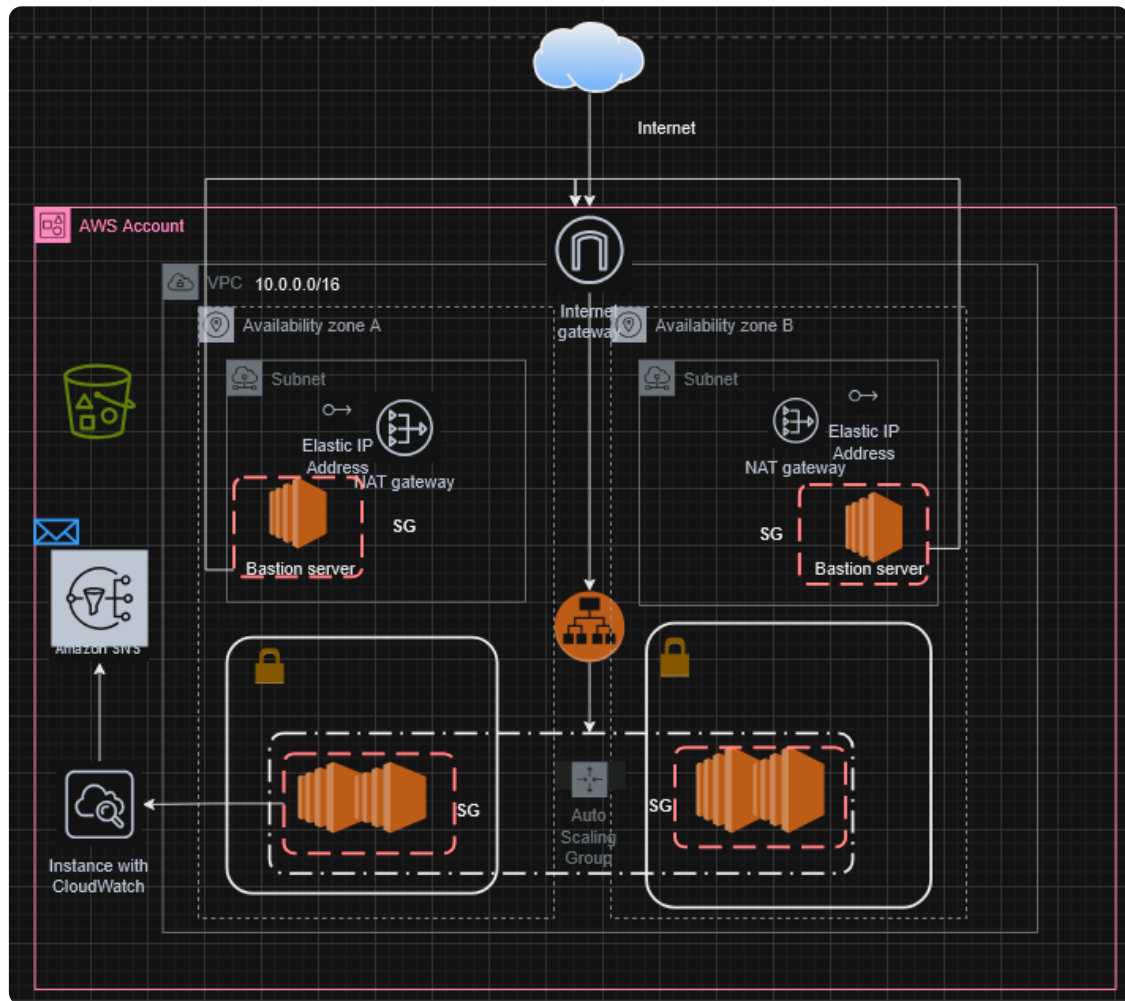 Internet
AWS Account
VPC 10.0.0.0/16
Internet
gateway
Availability zone A
Availability zone B
Subnet
Subnet
Elastic IP
Address
NAT gateway
Elastic IP
Address
NAT gateway
SG
Bastion server
SG
Bastion server
Amazon SNS
SG
SG
Auto
Scaling
Group
Instance with
CloudWatch